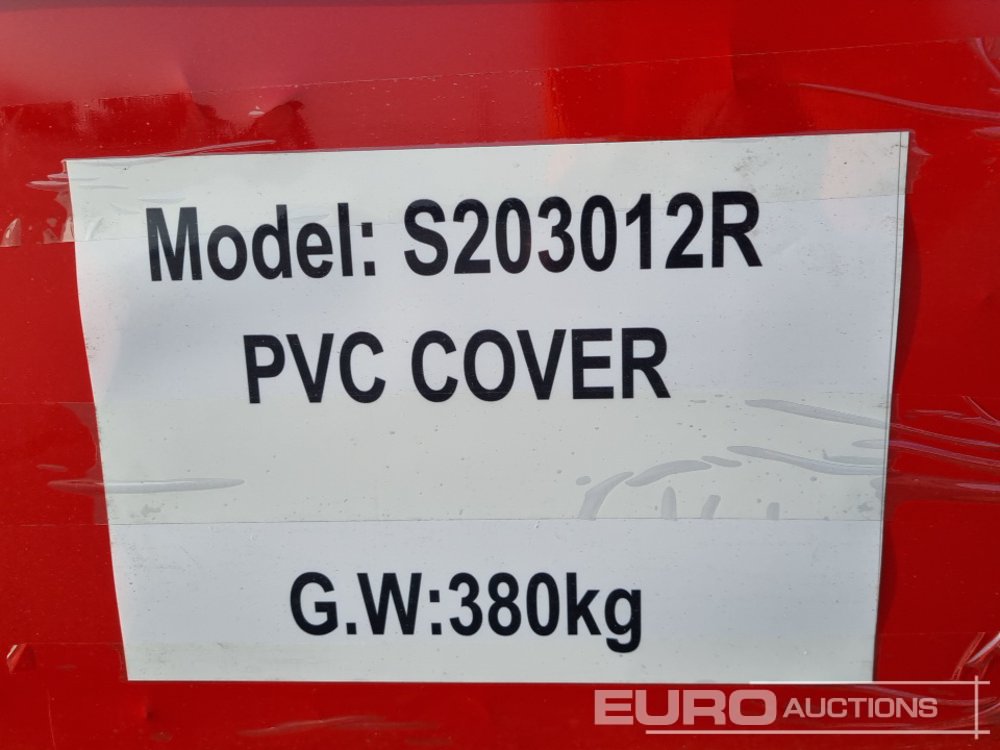 Model: S203012R
PVC COVER
G.W:380kg
EURO AUCTIONS